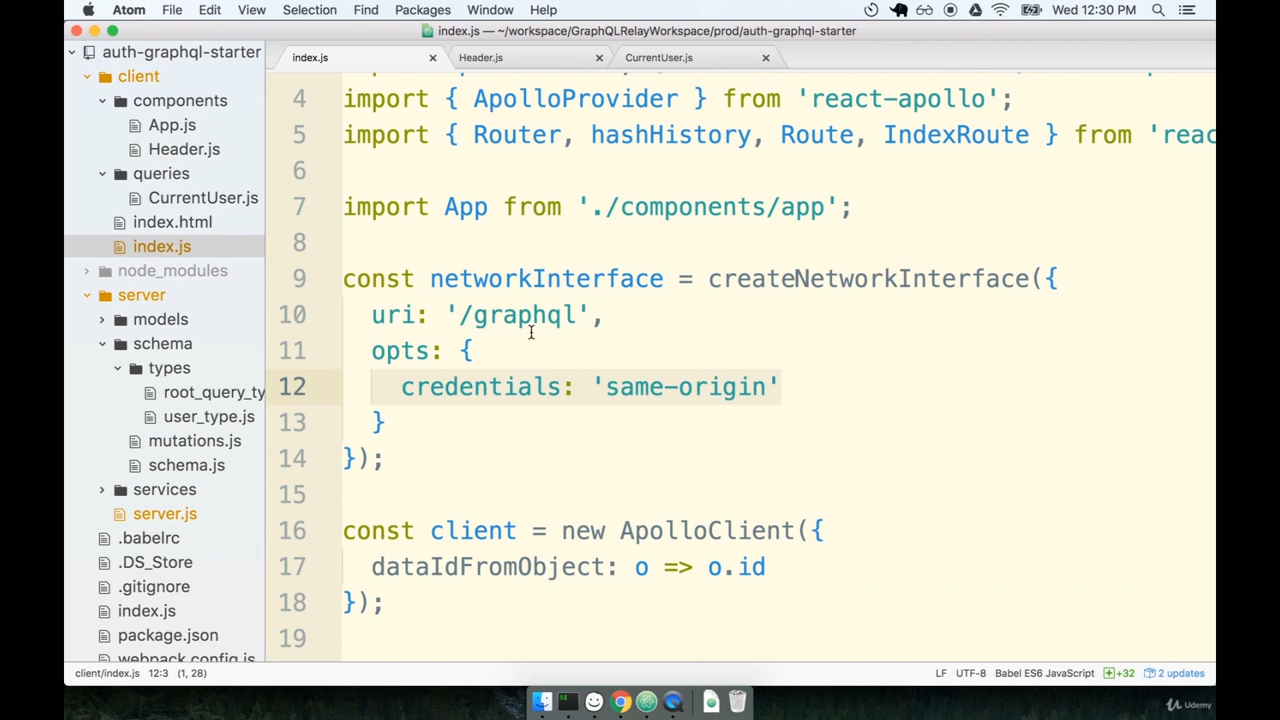 Atom File Edit View Selection Find Packages Window Help Wed 12:30 PM
index.js — ~/workspace/GraphQLRelayWorkspace/prod/auth-graphql-starter
auth-graphql-starter
client
components
App.js
Header.js
queries
CurrentUser.js
index.html
index.js
node_modules
server
models
schema
types
root_query_ty
user_type.js
mutations.js
schema.js
services
server.js
.babelrc
.DS_Store
.gitignore
index.js
package.json
webpack.config.js
index.js Header.js CurrentUser.js
4 import { ApolloProvider } from 'react-apollo';
5 import { Router, hashHistory, Route, IndexRoute } from 'reac
6
7 import App from './components/app';
8
9 const networkInterface = createNetworkInterface({
10 uri: '/graphql',
11 opts: {
12 credentials: 'same-origin'
13 }
14 });
15
16 const client = new ApolloClient({
17 dataIdFromObject: o => o.id
18 });
19
client/index.js 12:3 (1, 28) LF UTF-8 Babel ES6 JavaScript +32 2 updates
Udemy